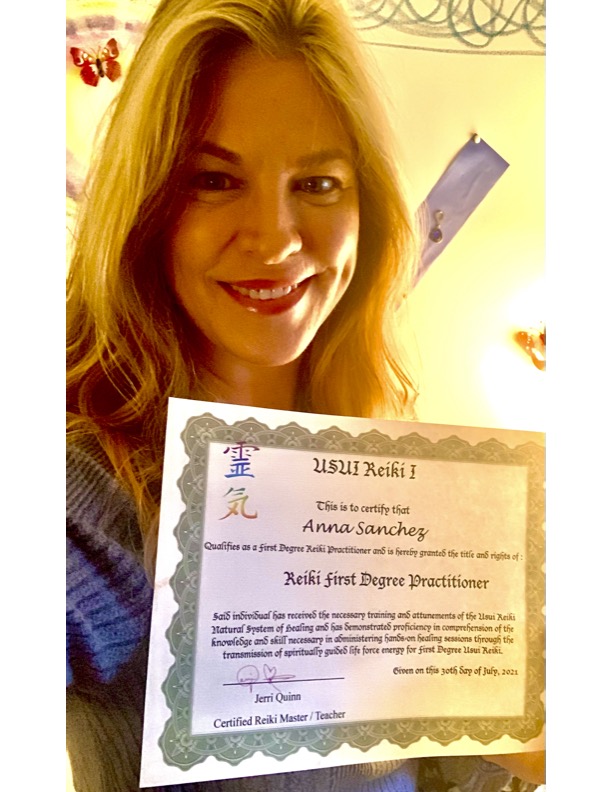 靈
気
USUI Reiki I
This is to certify that
Anna Sanchez
Qualifies as a First Degree Reiki Practitioner and is hereby granted the title and rights of :
Reiki First Degree Practitioner
Said individual has received the necessary training and attunements of the Usui Reiki
Natural System of Healing and has demonstrated proficiency in comprehension of the
knowledge and skill necessary in administering hands-on healing sessions through the
transmission of spiritually guided life force energy for First Degree Usui Reiki.
Given on this 30th day of July, 2021
Jerri Quinn
Certified Reiki Master / Teacher